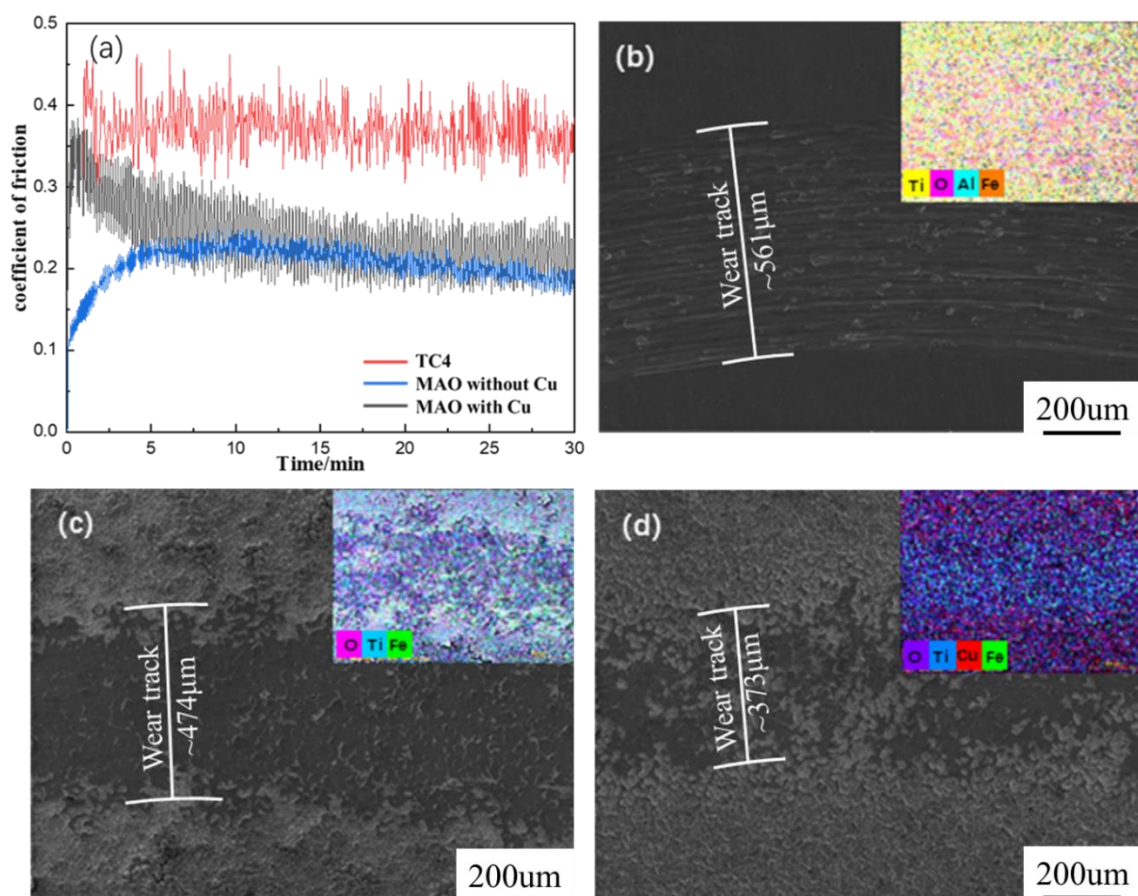 (a)
0.5
0.4
0.3
0.2
0.1
0.0
coefficient of friction
0 5 10 15 20 25 30
Time/min
TC4
MAO without Cu
MAO with Cu
(b)
Wear track
~561μm
Ti O Al Fe
200um
(c)
Wear track
~474μm
O Ti Fe
200um
(d)
Wear track
~373μm
O Ti Cu Fe
200um